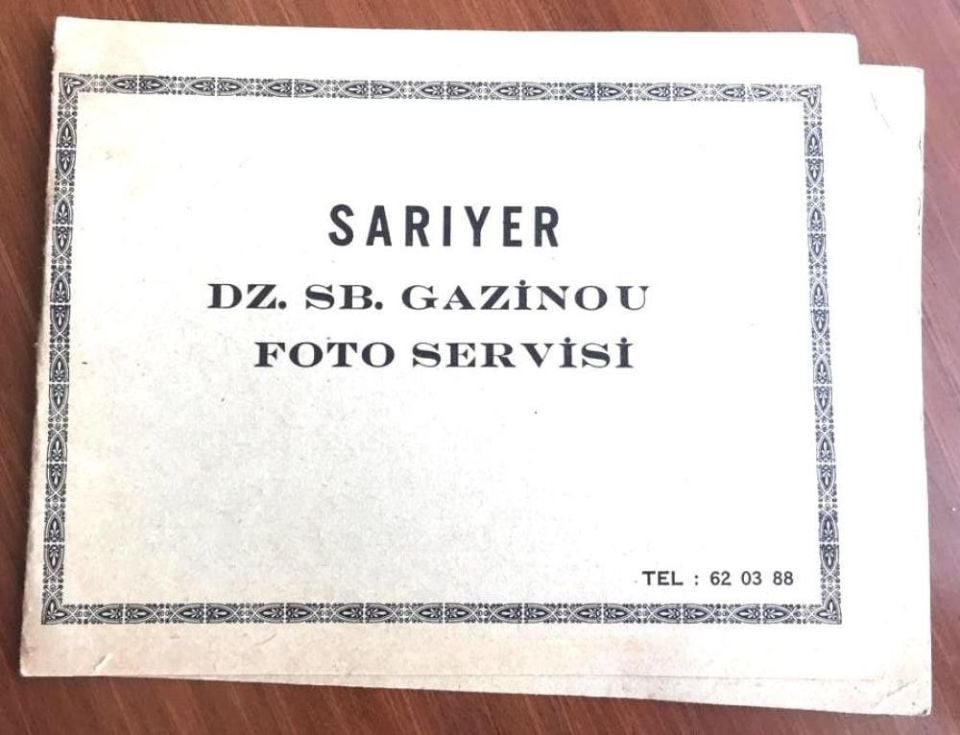 SARIYER
DZ. SB. GAZİNOU
FOTO SERVİSİ
TEL : 62 03 88